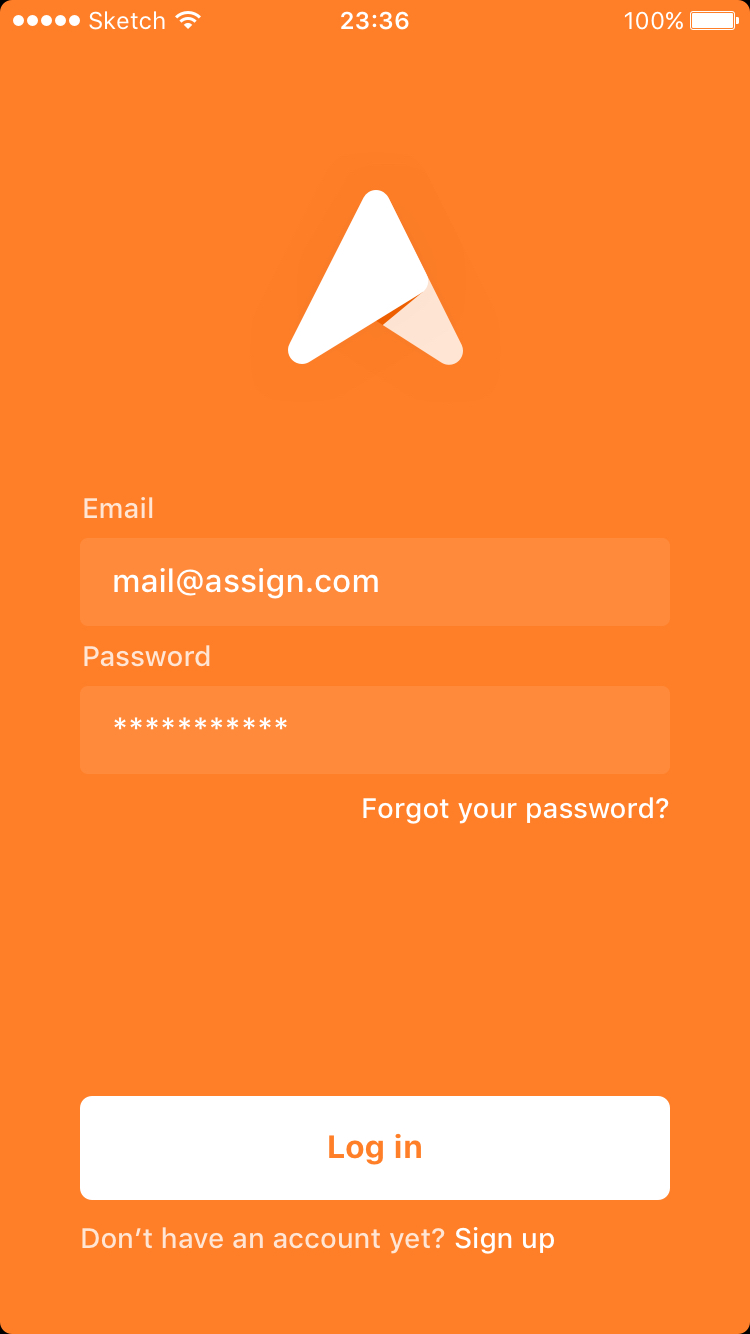 Sketch 23:36 100%
Email
mail@assign.com
Password
***********
Forgot your password?
Log in
Don’t have an account yet? Sign up